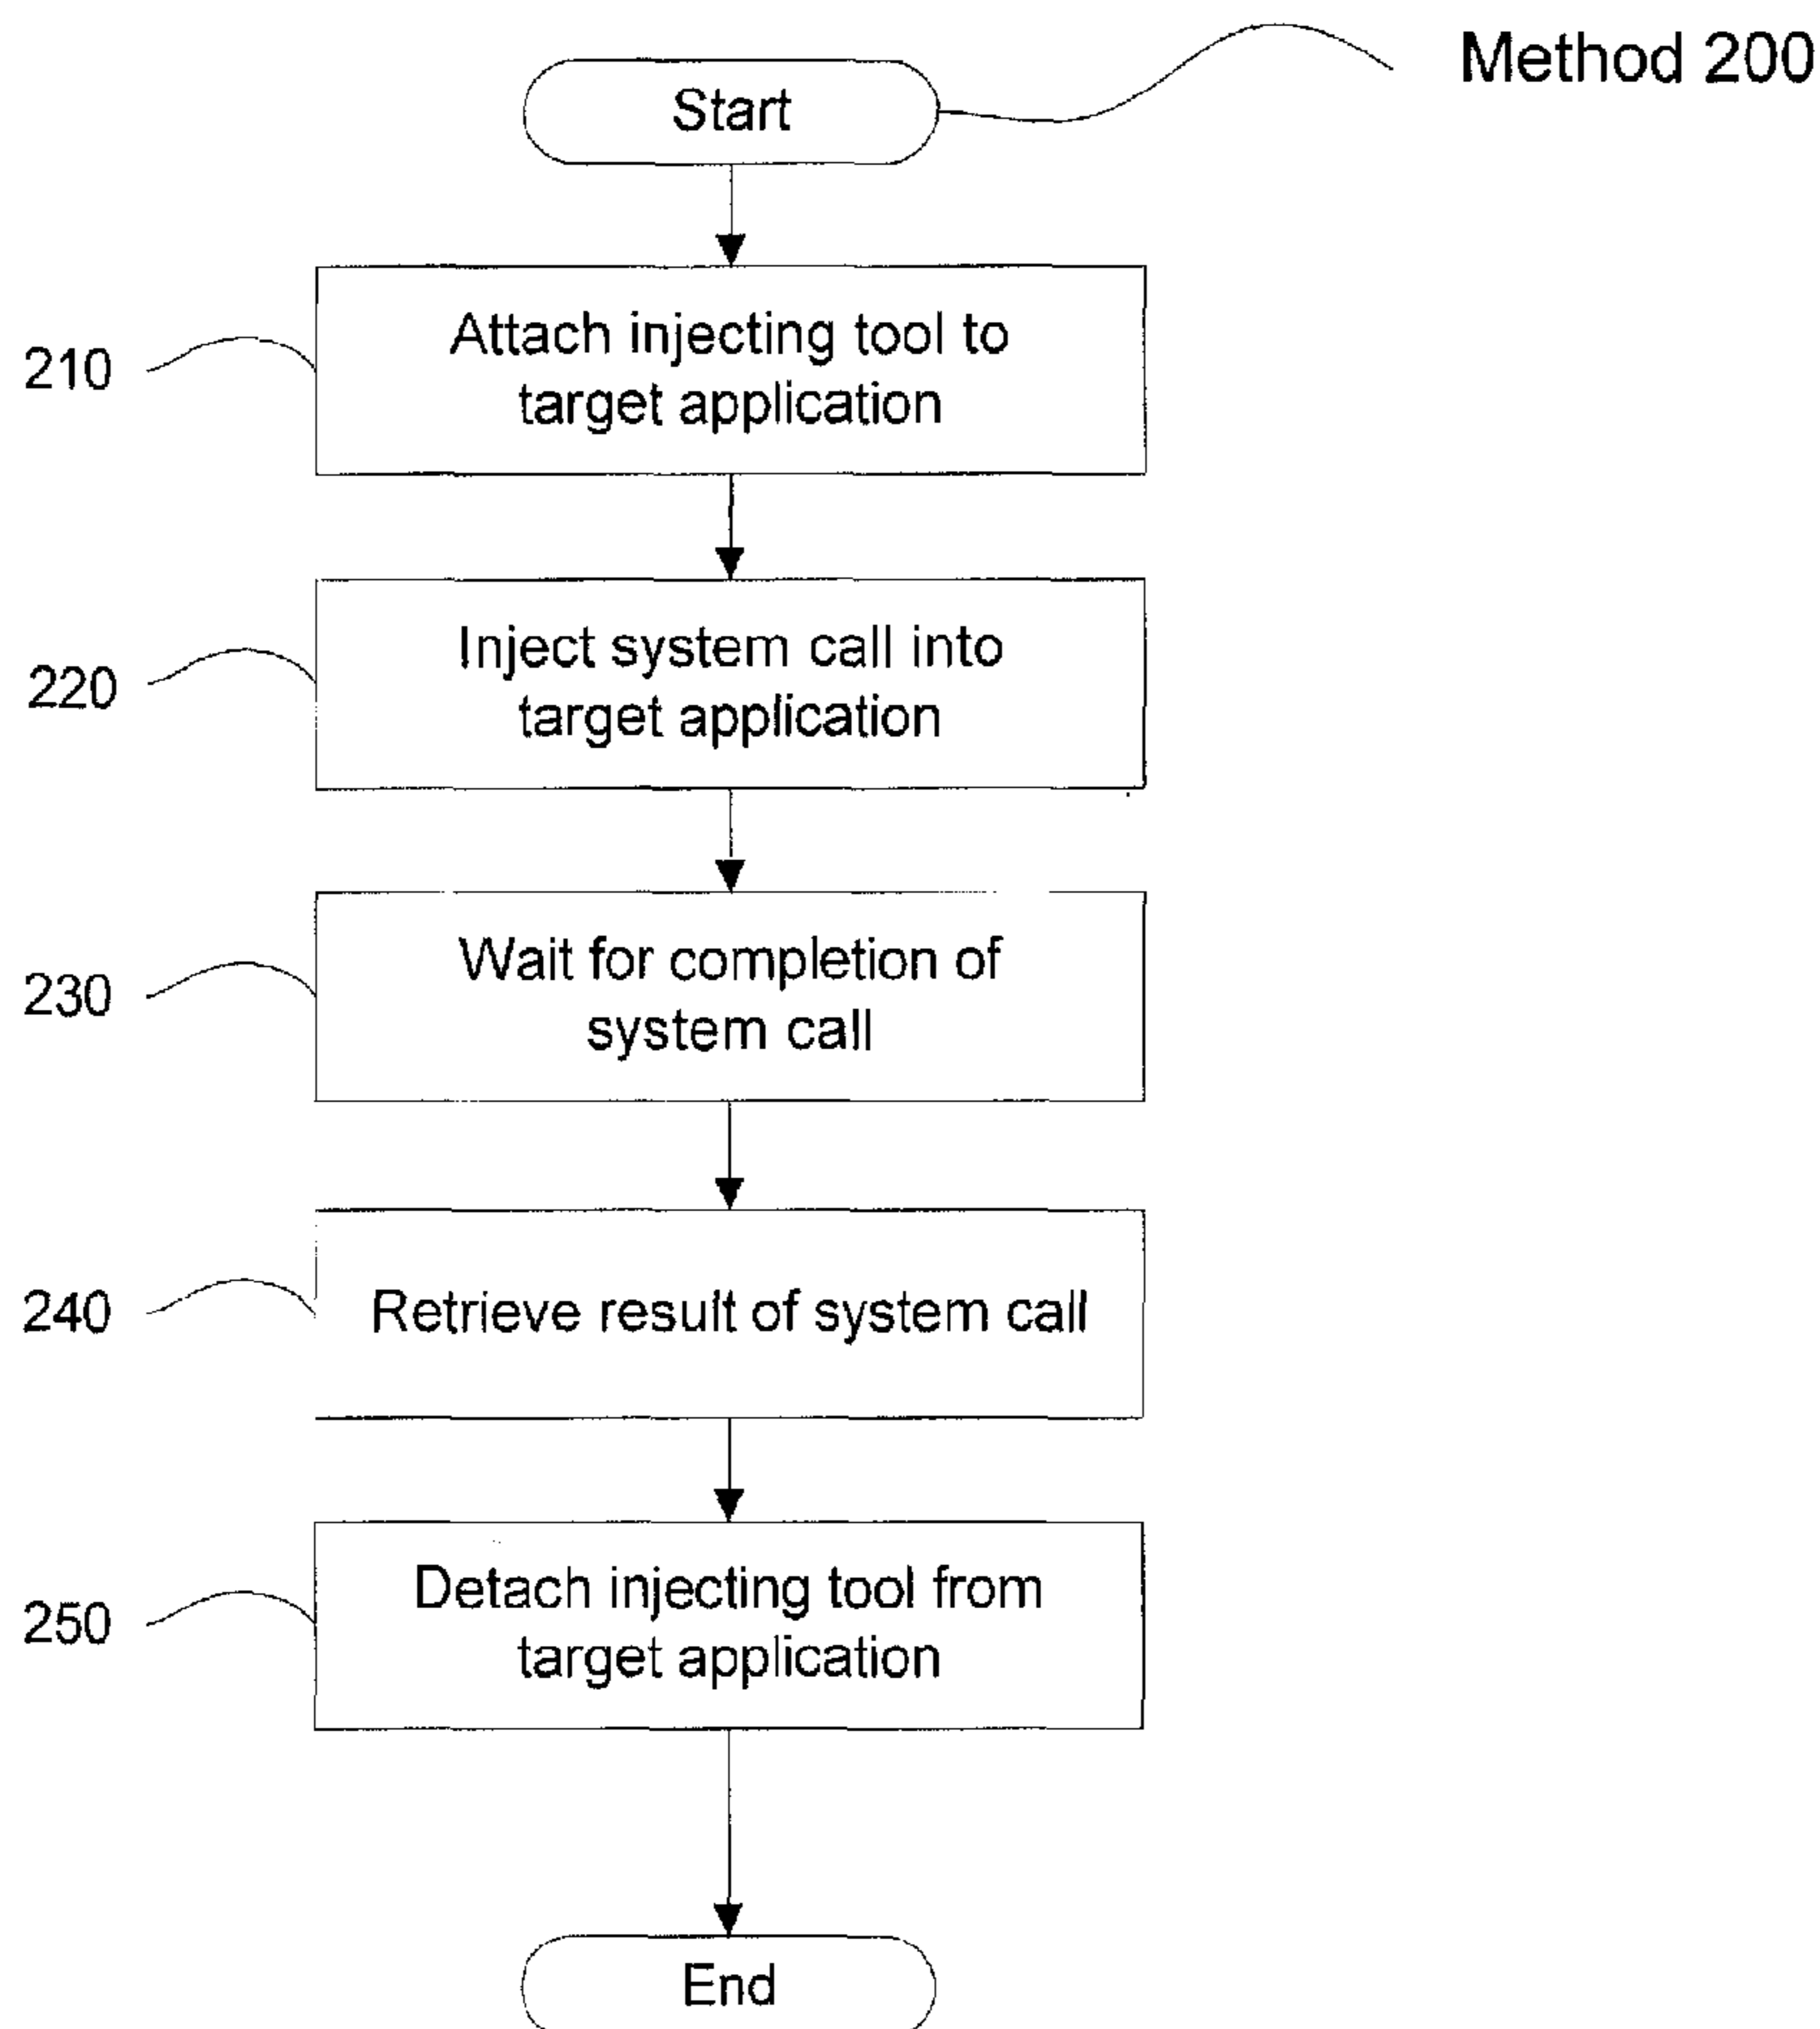 Method 200
Start
210
Attach injecting tool to
target application
220
Inject system call into
target application
230
Wait for completion of
system call
240
Retrieve result of system call
250
Detach injecting tool from
target application
End